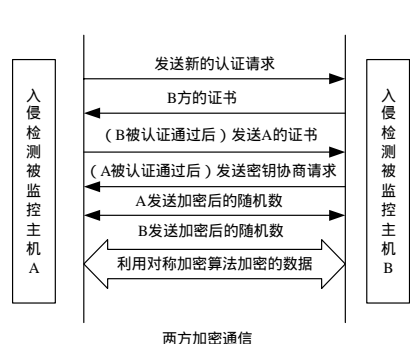 发送新的认证请求
B方的证书
（B被认证通过后）发送A的证书
（A被认证通过后）发送密钥协商请求
A发送加密后的随机数
B发送加密后的随机数
利用对称加密算法加密的数据
入侵检测被监控主机A
入侵检测被监控主机B
两方加密通信